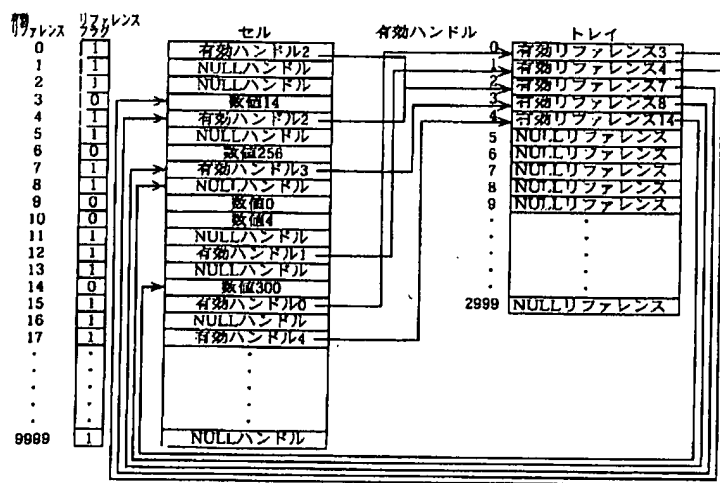 有効
リファレンス
リファレンス
フラグ
セル
有効ハンドル
トレイ
0 1 有効ハンドル2
1 1 NULLハンドル
2 1 NULLハンドル
3 0 数値14
4 1 有効ハンドル2
5 1 NULLハンドル
6 0 数値256
7 1 有効ハンドル3
8 1 NULLハンドル
9 0 数値0
10 0 数値4
11 1 NULLハンドル
12 1 有効ハンドル1
13 1 NULLハンドル
14 0 数値300
15 1 有効ハンドル0
16 1 NULLハンドル
17 1 有効ハンドル4
9999 1 NULLハンドル
0 有効リファレンス3
1 有効リファレンス4
2 有効リファレンス7
3 有効リファレンス8
4 有効リファレンス14
5 NULLリファレンス
6 NULLリファレンス
7 NULLリファレンス
8 NULLリファレンス
9 NULLリファレンス
2999 NULLリファレンス